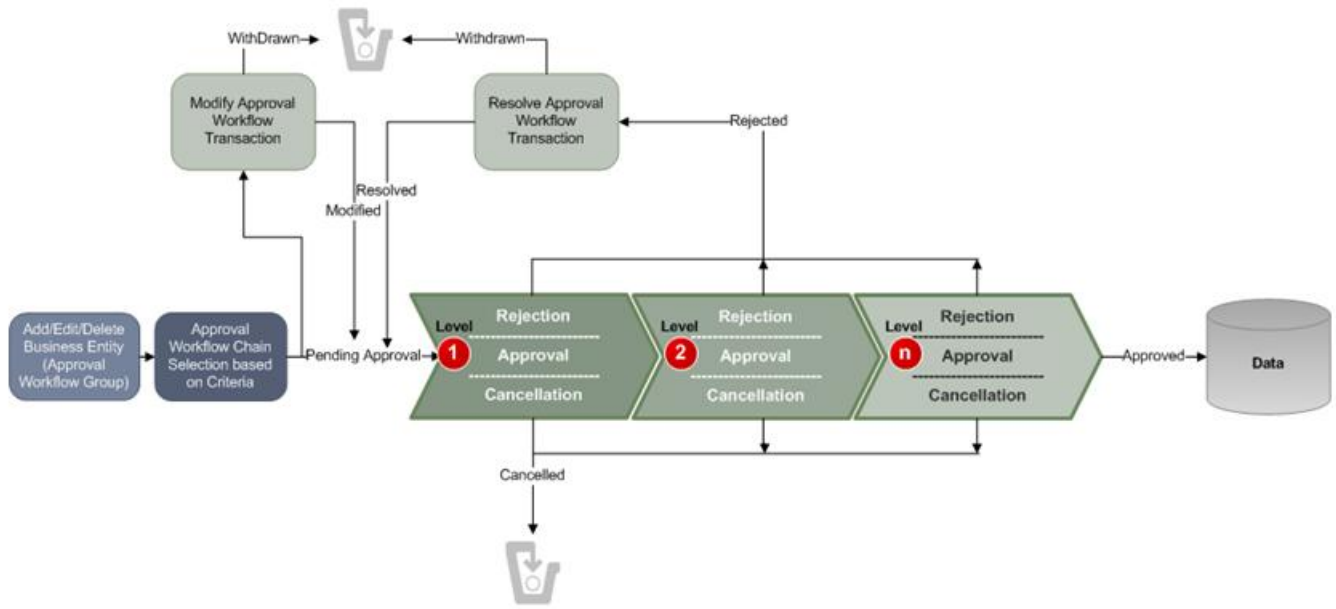 WithDrawn
Withdrawn
Modify Approval
Workflow
Transaction
Resolve Approval
Workflow
Transaction
Rejected
Resolved
Modified
Add/Edit/Delete
Business Entity
(Approval
Workflow Group)
Approval
Workflow Chain
Selection based
on Criteria
Pending Approval
Level
1
Rejection
Approval
Cancellation
Level
2
Rejection
Approval
Cancellation
Level
n
Rejection
Approval
Cancellation
Approved
Data
Cancelled